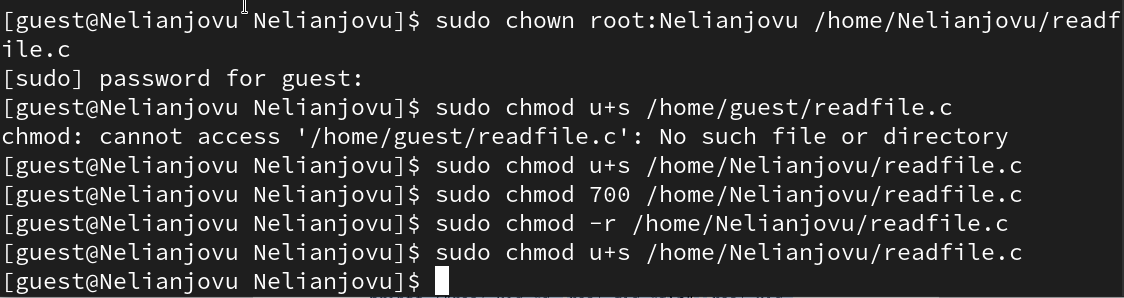 [guest@Nelianjovu Nelianjovu]$ sudo chown root:Nelianjovu /home/Nelianjovu/readf
ile.c
[sudo] password for guest:
[guest@Nelianjovu Nelianjovu]$ sudo chmod u+s /home/guest/readfile.c
chmod: cannot access '/home/guest/readfile.c': No such file or directory
[guest@Nelianjovu Nelianjovu]$ sudo chmod u+s /home/Nelianjovu/readfile.c
[guest@Nelianjovu Nelianjovu]$ sudo chmod 700 /home/Nelianjovu/readfile.c
[guest@Nelianjovu Nelianjovu]$ sudo chmod -r /home/Nelianjovu/readfile.c
[guest@Nelianjovu Nelianjovu]$ sudo chmod u+s /home/Nelianjovu/readfile.c
[guest@Nelianjovu Nelianjovu]$